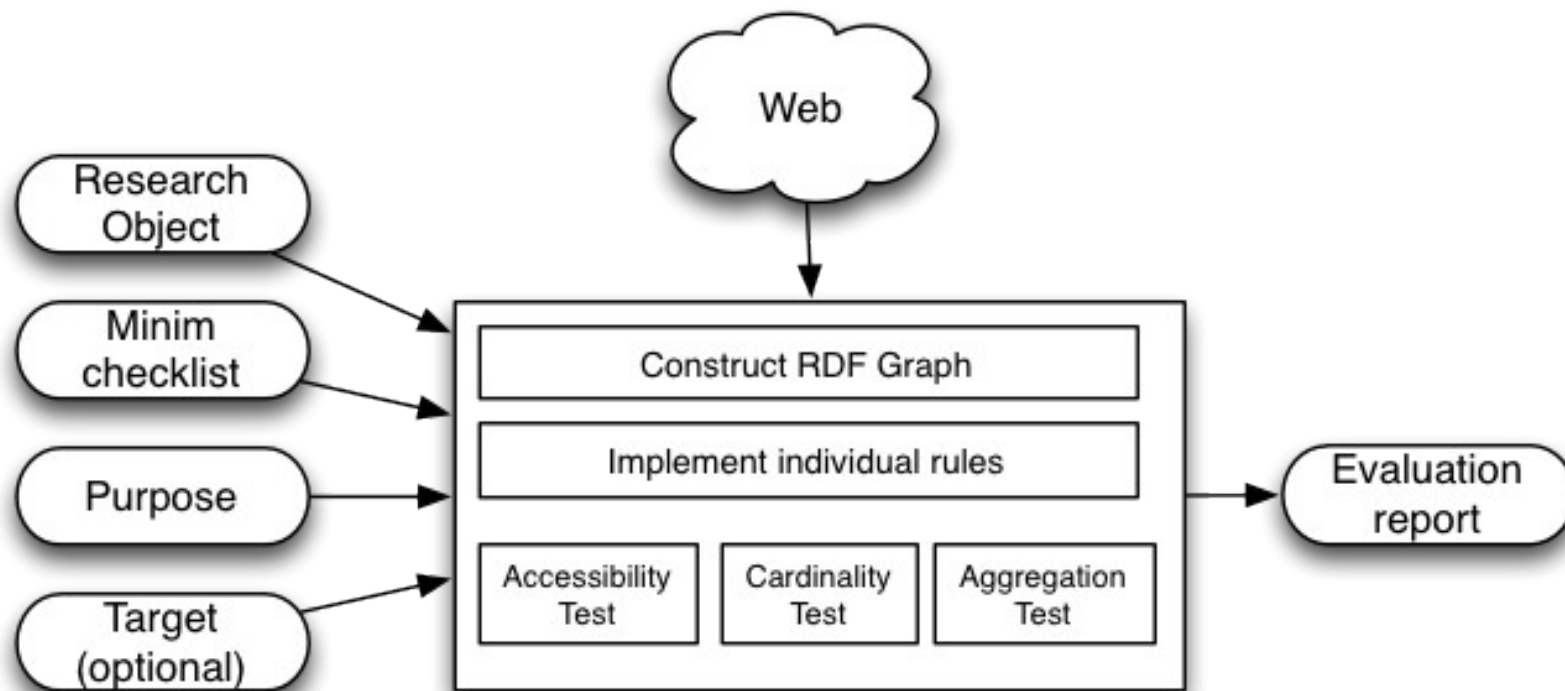 Web
Research
Object
Minim
checklist
Purpose
Target
(optional)
Construct RDF Graph
Implement individual rules
Accessibility
Test
Cardinality
Test
Aggregation
Test
Evaluation
report